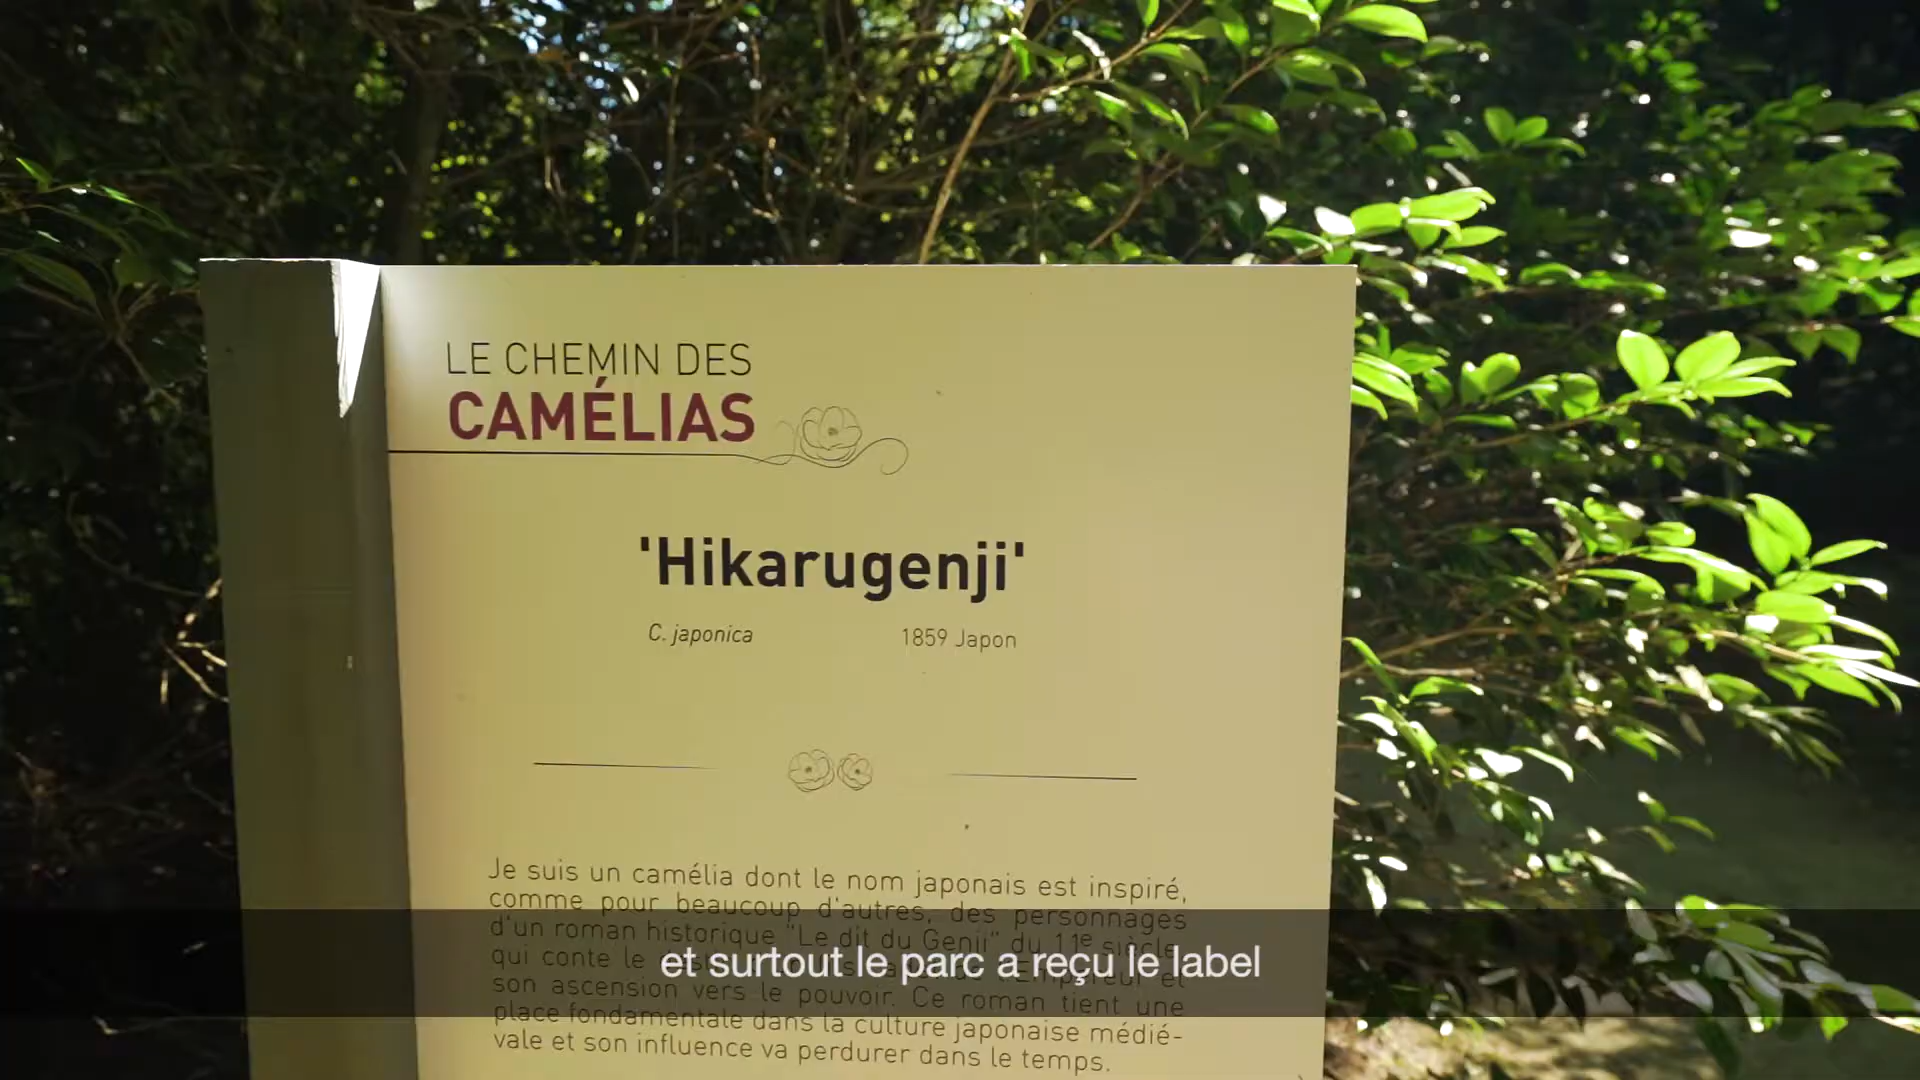 LE CHEMIN DES
CAMÉLIAS
'Hikarugenji'
C. japonica
1859 Japon
Je suis un camélia dont le nom japonais est inspiré,
comme pour beaucoup d'autres, des personnages
d'un roman historique "Le dit du Genji" du 11e siècle
qui conte le l'Empereur et
et surtout le parc a reçu le label
son ascension vers le pouvoir. Ce roman tient une
place fondamentale dans la culture japonaise médié-
vale et son influence va perdurer dans le temps.